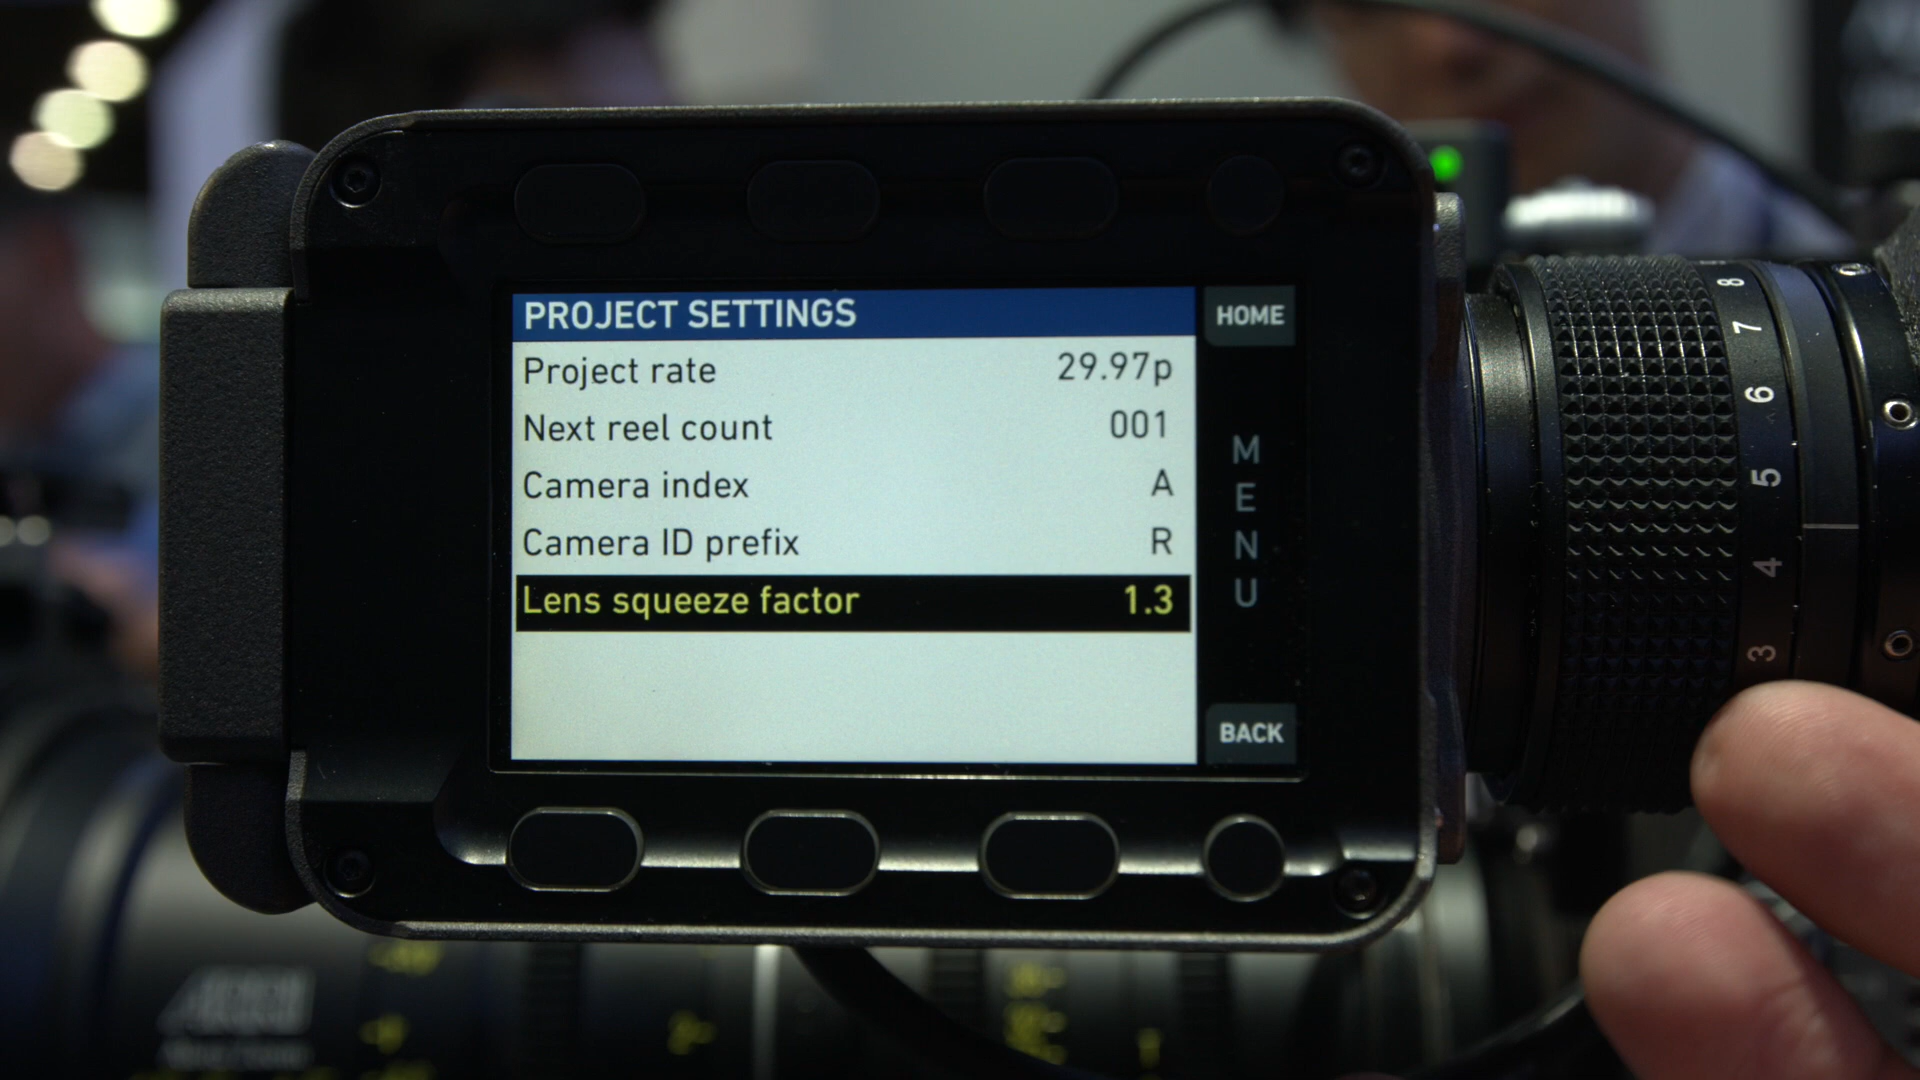 PROJECT SETTINGS
HOME
Project rate 29.97p
Next reel count 001
Camera index A
Camera ID prefix R
Lens squeeze factor 1.3
MENU
BACK
8
7
6
5
4
3